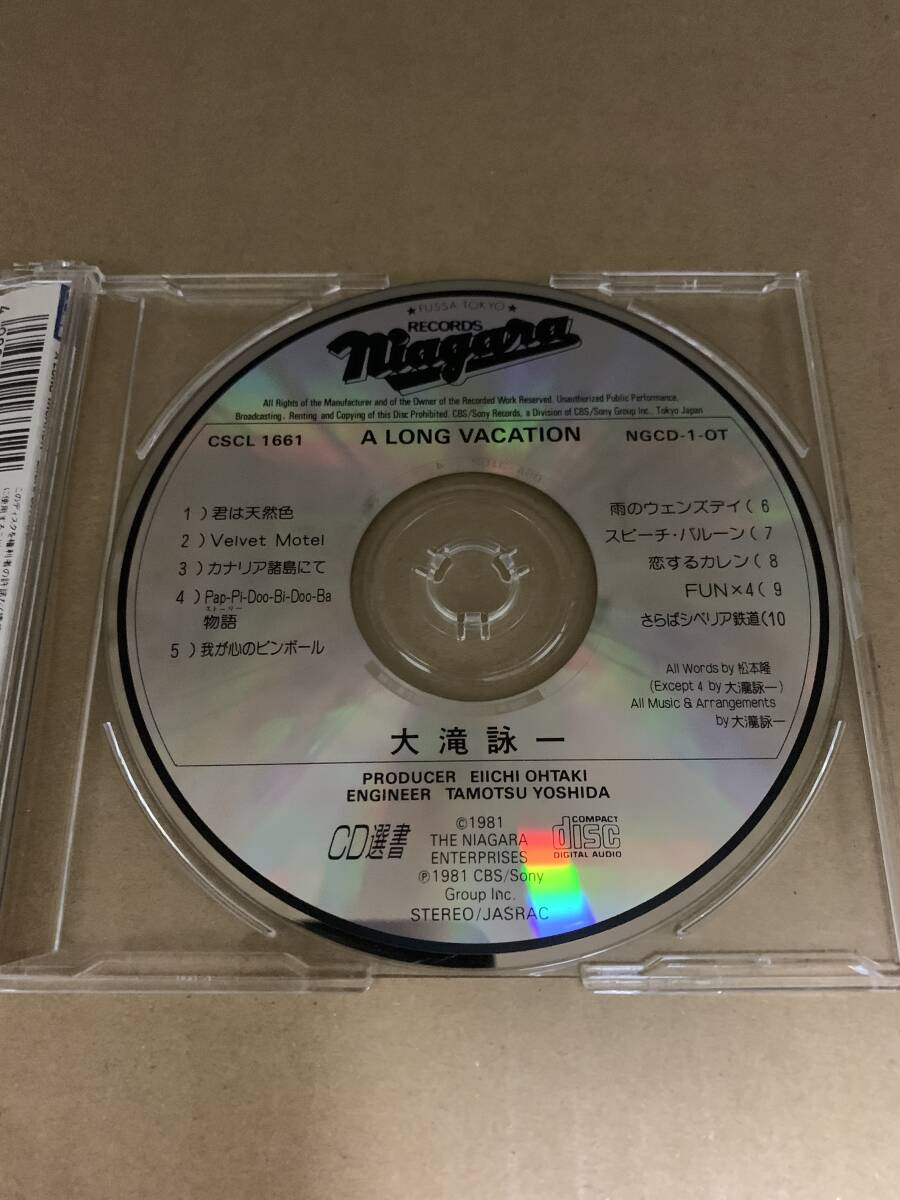 ★ FUSSA TOKYO ★
RECORDS
Niagara
All Rights of the Manufacturer and of the Owner of the Recorded Work Reserved. Unauthorized Public Performance,
Broadcasting, Renting and Copying of this Disc Prohibited. CBS/Sony Records, a Division of CBS/Sony Group Inc., Tokyo Japan
CSCL 1661 A LONG VACATION NGCD-1-OT
1) 君は天然色
2) Velvet Motel
3) カナリア諸島にて
4) Pap-Pi-Doo-Bi-Doo-Ba
ストーリー
物語
5) 我が心のピンボール
雨のウェンズデイ(6
スピーチ・バルーン(7
恋するカレン(8
FUN×4(9
さらばシベリア鉄道(10
All Words by 松本隆
(Except 4 by 大瀧詠一)
All Music & Arrangements
by 大瀧詠一
大滝詠一
PRODUCER EIICHI OHTAKI
ENGINEER TAMOTSU YOSHIDA
CD選書
©1981
THE NIAGARA
ENTERPRISES
℗1981 CBS/Sony
Group Inc.
STEREO/JASRAC
COMPACT
disc
DIGITAL AUDIO